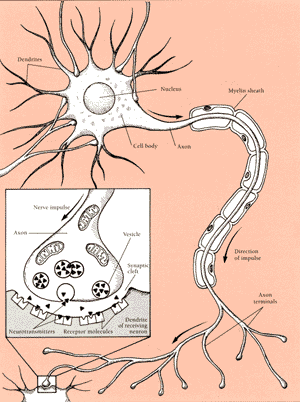 Dendrites
Nucleus
Myelin sheath
Cell body
Axon
Nerve impulse
Axon
Vesicle
Synaptic
cleft
Direction
of impulse
Axon
terminals
Neurotransmitters
Receptor molecules
Dendrite
of receiving
neuron